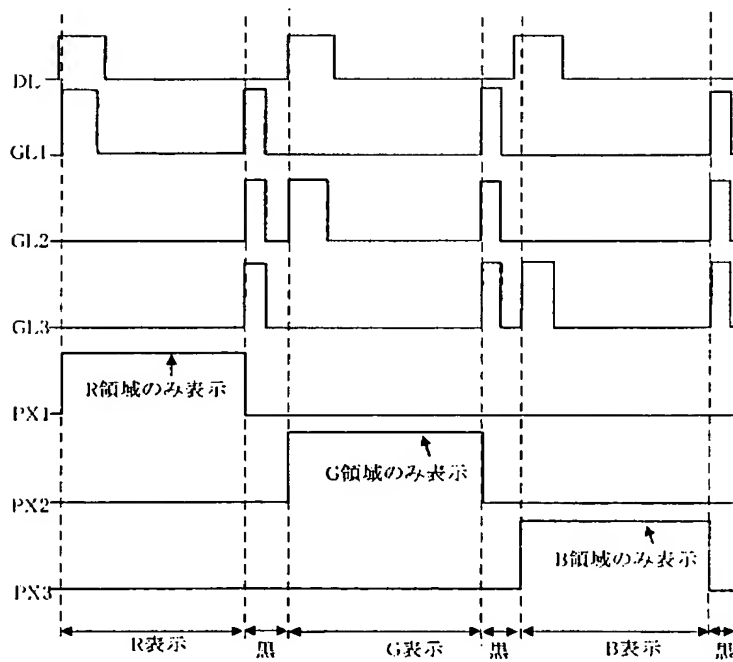 DL
GL1
GL2
GL3
R領域のみ表示
PX1
G領域のみ表示
PX2
B領域のみ表示
PX3
R表示 黒 G表示 黒 B表示 黒